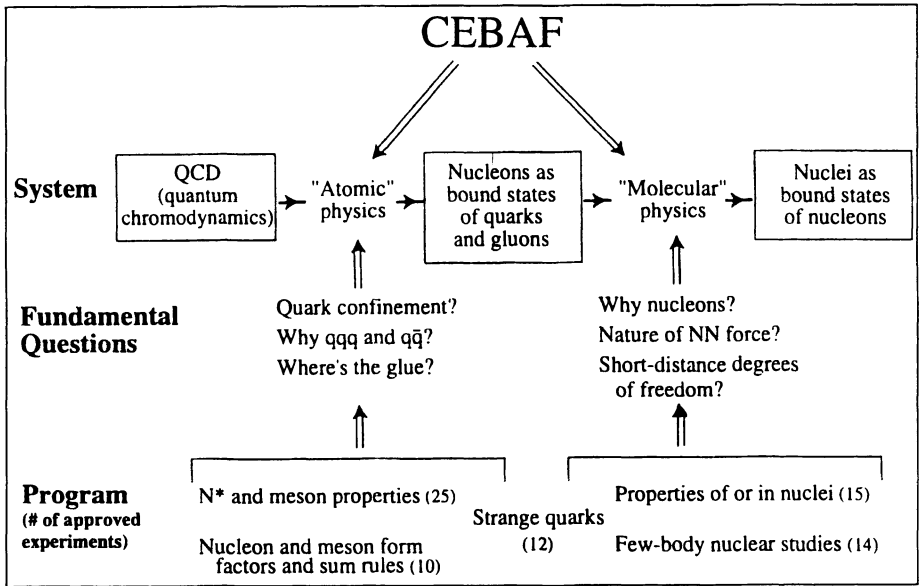 CEBAF
System
QCD
(quantum
chromodynamics)
"Atomic"
physics
Nucleons as
bound states
of quarks
and gluons
"Molecular"
physics
Nuclei as
bound states
of nucleons
Fundamental
Questions
Quark confinement?
Why qqq and qq̄?
Where's the glue?
Why nucleons?
Nature of NN force?
Short-distance degrees
of freedom?
Program
(# of approved
experiments)
N* and meson properties (25)
Nucleon and meson form
factors and sum rules (10)
Strange quarks
(12)
Properties of or in nuclei (15)
Few-body nuclear studies (14)